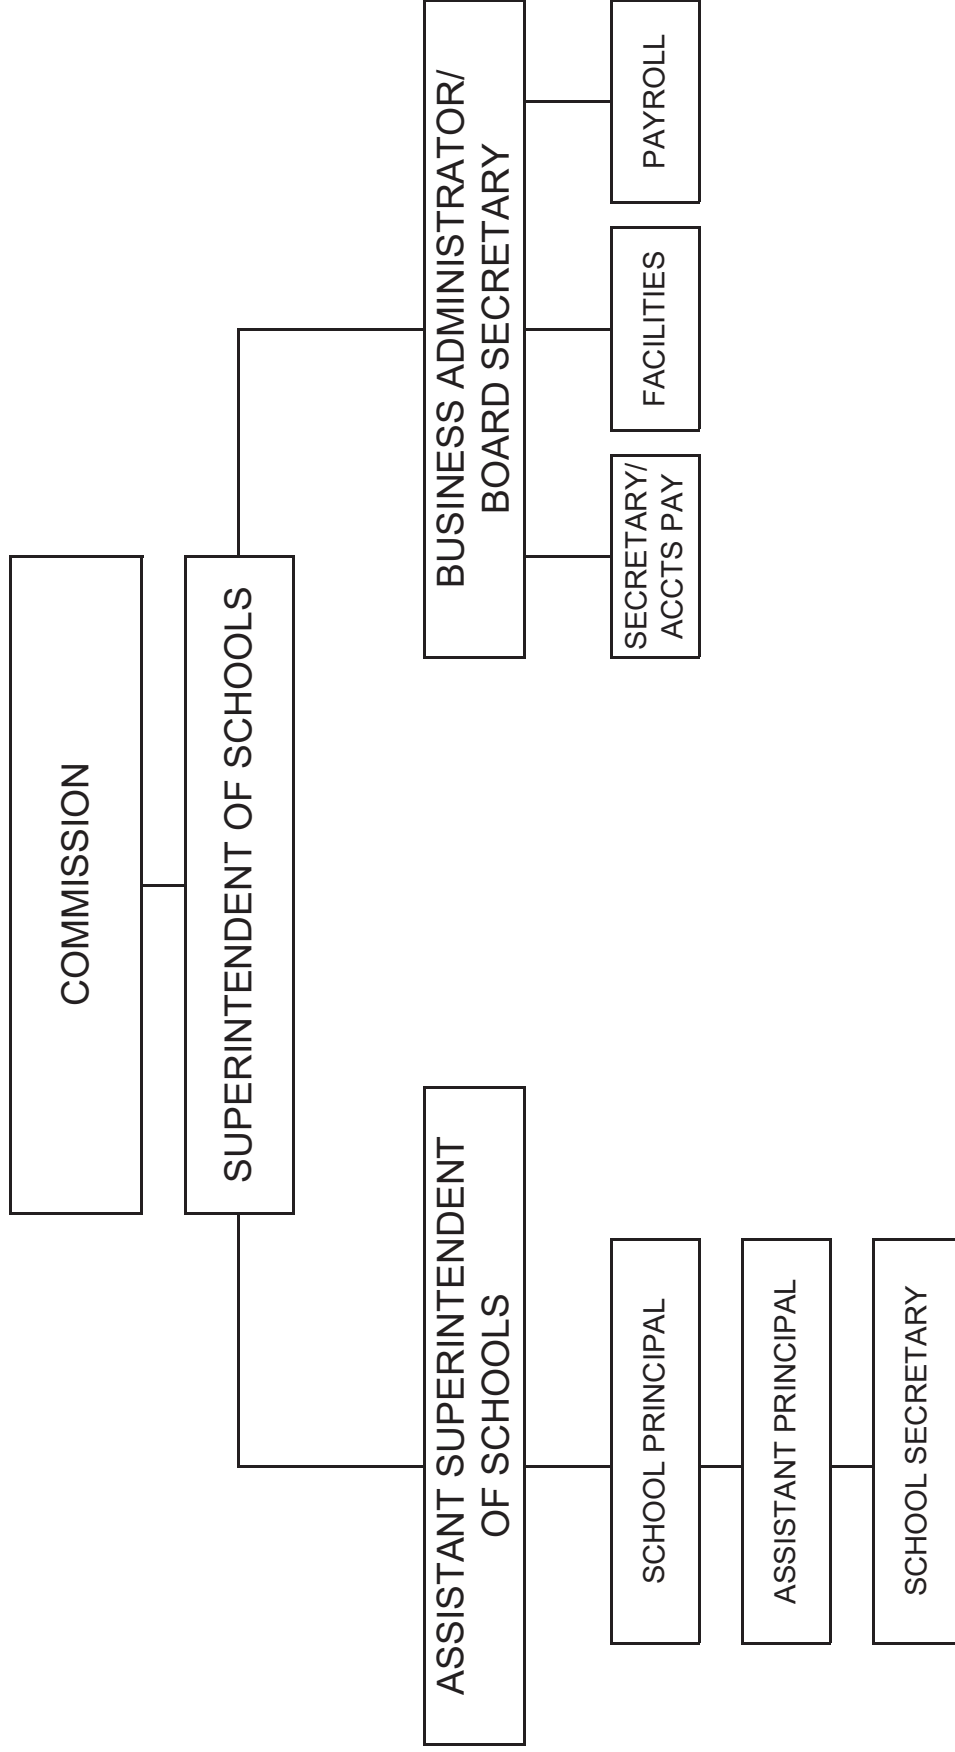 COMMISSION
SUPERINTENDENT OF SCHOOLS
ASSISTANT SUPERINTENDENT
OF SCHOOLS
BUSINESS ADMINISTRATOR/
BOARD SECRETARY
SCHOOL PRINCIPAL
SECRETARY/
ACCTS PAY
FACILITIES
PAYROLL
ASSISTANT PRINCIPAL
SCHOOL SECRETARY